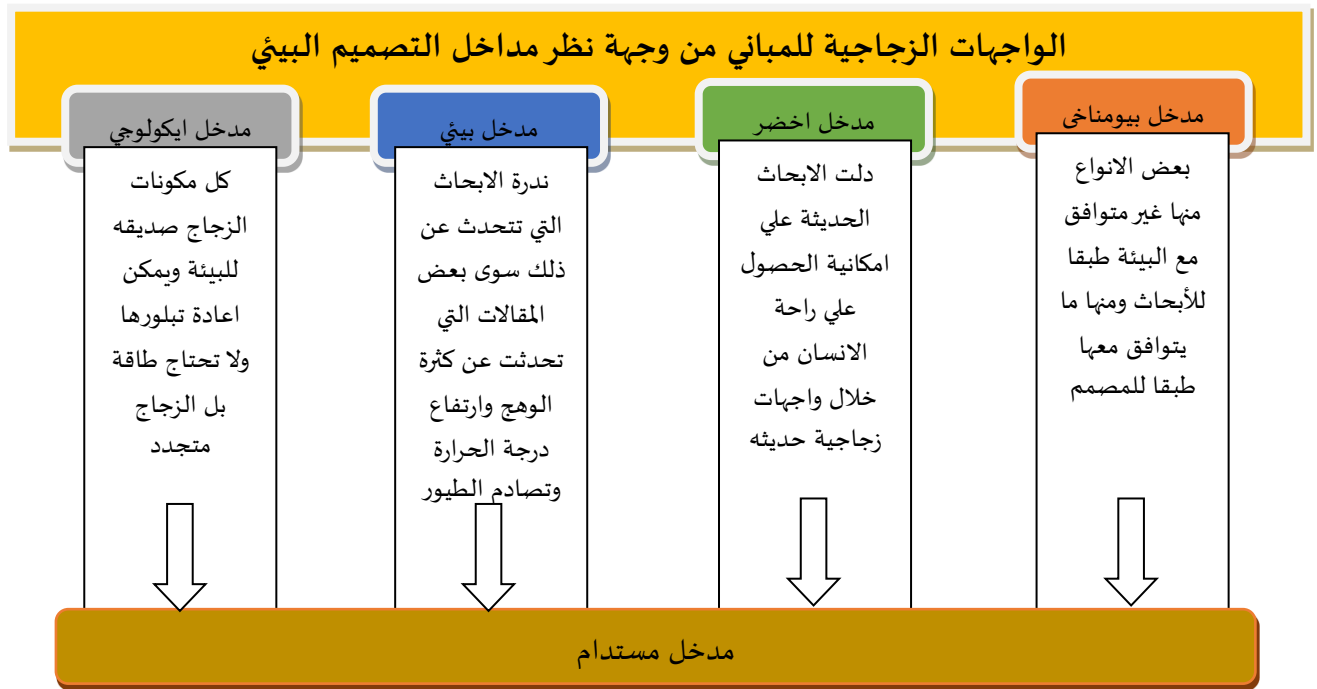 الواجهات الزجاجية للمباني من وجهة نظر مداخل التصميم البيئي
مدخل بيومناخى
بعض الانواع
منها غير متوافق
مع البيئة طبقا
للأبحاث ومنها ما
يتوافق معها
طبقا للمصمم
مدخل اخضر
دلت الابحاث
الحديثة علي
امكانية الحصول
علي راحة
الانسان من
خلال واجهات
زجاجية حديثه
مدخل بيئي
ندرة الابحاث
التي تتحدث عن
ذلك سوى بعض
المقالات التي
تحدثت عن كثرة
الوهج وارتفاع
درجة الحرارة
وتصادم الطيور
مدخل ايكولوجي
كل مكونات
الزجاج صديقه
للبيئة ويمكن
اعادة تبلورها
ولا تحتاج طاقة
بل الزجاج
متجدد
مدخل مستدام